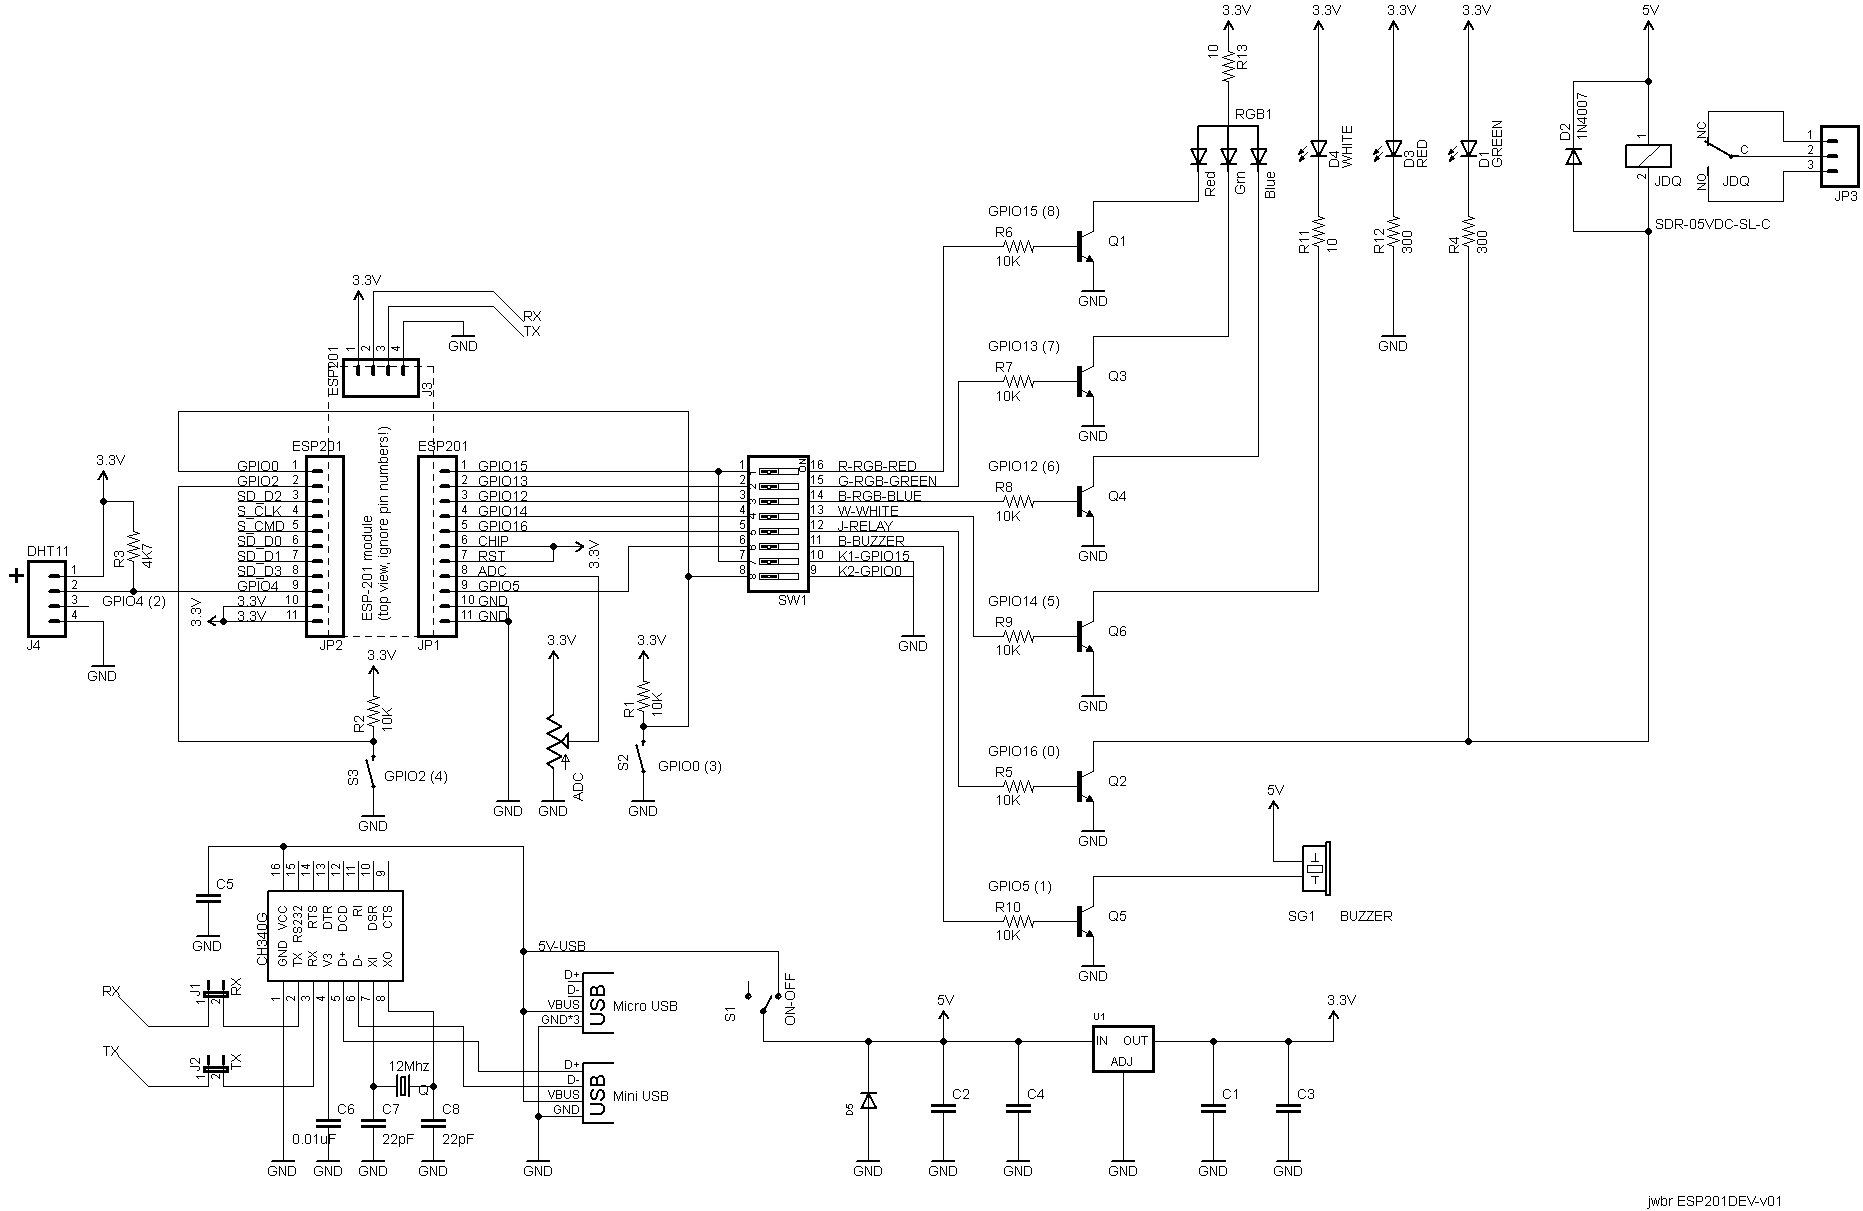 3.3V
3.3V
3.3V
3.3V
5V
10
R13
RGB1
Red
Grn
Blue
D4
WHITE
D3
RED
D1
GREEN
D2
1N4007
1
2
JDQ
NC
C
NO
JDQ
1
2
3
JP3
SDR-05VDC-SL-C
R11
10
R12
300
R4
300
GND
GPIO15 (8)
R6
10K
Q1
GND
GPIO13 (7)
R7
10K
Q3
GND
GPIO12 (6)
R8
10K
Q4
GND
GPIO14 (5)
R9
10K
Q6
GND
GPIO16 (0)
R5
10K
Q2
GND
GPIO5 (1)
R10
10K
Q5
GND
5V
SG1
BUZZER
3.3V
RX
TX
GND
1
2
3
4
ESP201
J3
ESP201
ESP201
GPIO0 1
GPIO2 2
SD_D2 3
S_CLK 4
S_CMD 5
SD_D0 6
SD_D1 7
SD_D3 8
GPIO4 9
3.3V 10
3.3V 11
3.3V
JP2
ESP-201 module
(top view, ignore pin numbers!)
1 GPIO15
2 GPIO13
3 GPIO12
4 GPIO14
5 GPIO16
6 CHIP
7 RST
8 ADC
9 GPIO5
10 GND
11 GND
JP1
3.3V
1
2
3
4
5
6
7
8
ON
1
2
3
4
5
6
7
8
16 R-RGB-RED
15 G-RGB-GREEN
14 B-RGB-BLUE
13 W-WHITE
12 J-RELAY
11 B-BUZZER
10 K1-GPIO15
9 K2-GPIO0
SW1
GND
3.3V
R3
4K7
DHT11
+
1
2
3
4
GPIO4 (2)
J4
GND
3.3V
R2
10K
S3
GPIO2 (4)
GND
GND
3.3V
ADC
GND
3.3V
R1
10K
S2
GPIO0 (3)
GND
C5
GND
16
15
14
13
12
11
10
9
CH340G
VCC
RS232
RTS
DTR
DCD
RI
DSR
CTS
GND
TX
RX
V3
D+
D-
XI
XO
1
2
3
4
5
6
7
8
RX
J1
1
2
RX
TX
J2
1
2
TX
12Mhz
Q
C6
0.01uF
C7
22pF
C8
22pF
GND
GND
GND
GND
5V-USB
D+
D-
VBUS
GND*3
USB
Micro USB
D+
D-
VBUS
GND
USB
Mini USB
GND
S1
ON-OFF
5V
D5
C2
C4
U1
IN
OUT
ADJ
C1
C3
3.3V
GND
GND
GND
GND
GND
GND
jwbr ESP201DEV-v01